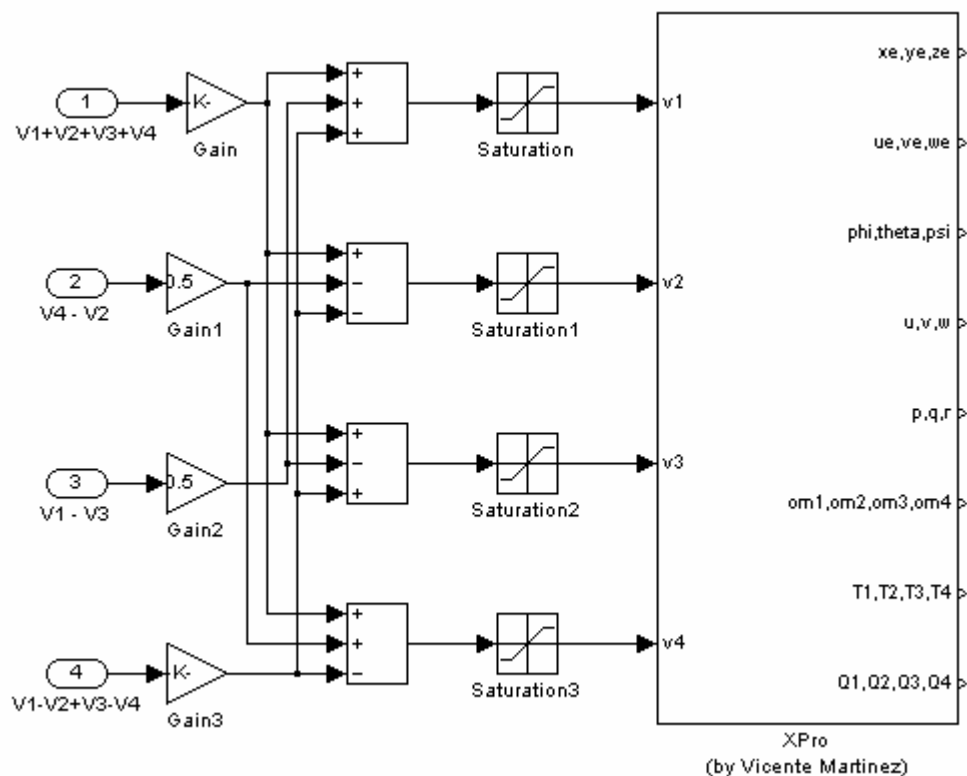 xe,ye,ze
+
1
K-
+
v1
V1+V2+V3+V4
+
Gain
Saturation
ue,ve,we
phi,theta,psi
+
2
0.5
−
v2
V4 - V2
−
Gain1
Saturation1
u,v,w
p,q,r
+
3
0.5
−
v3
V1 - V3
+
Gain2
Saturation2
om1,om2,om3,om4
T1,T2,T3,T4
+
+
v4
4
K-
−
V1-V2+V3-V4
Gain3
Saturation3
Q1,Q2,Q3,Q4
XPro
(by Vicente Martinez)